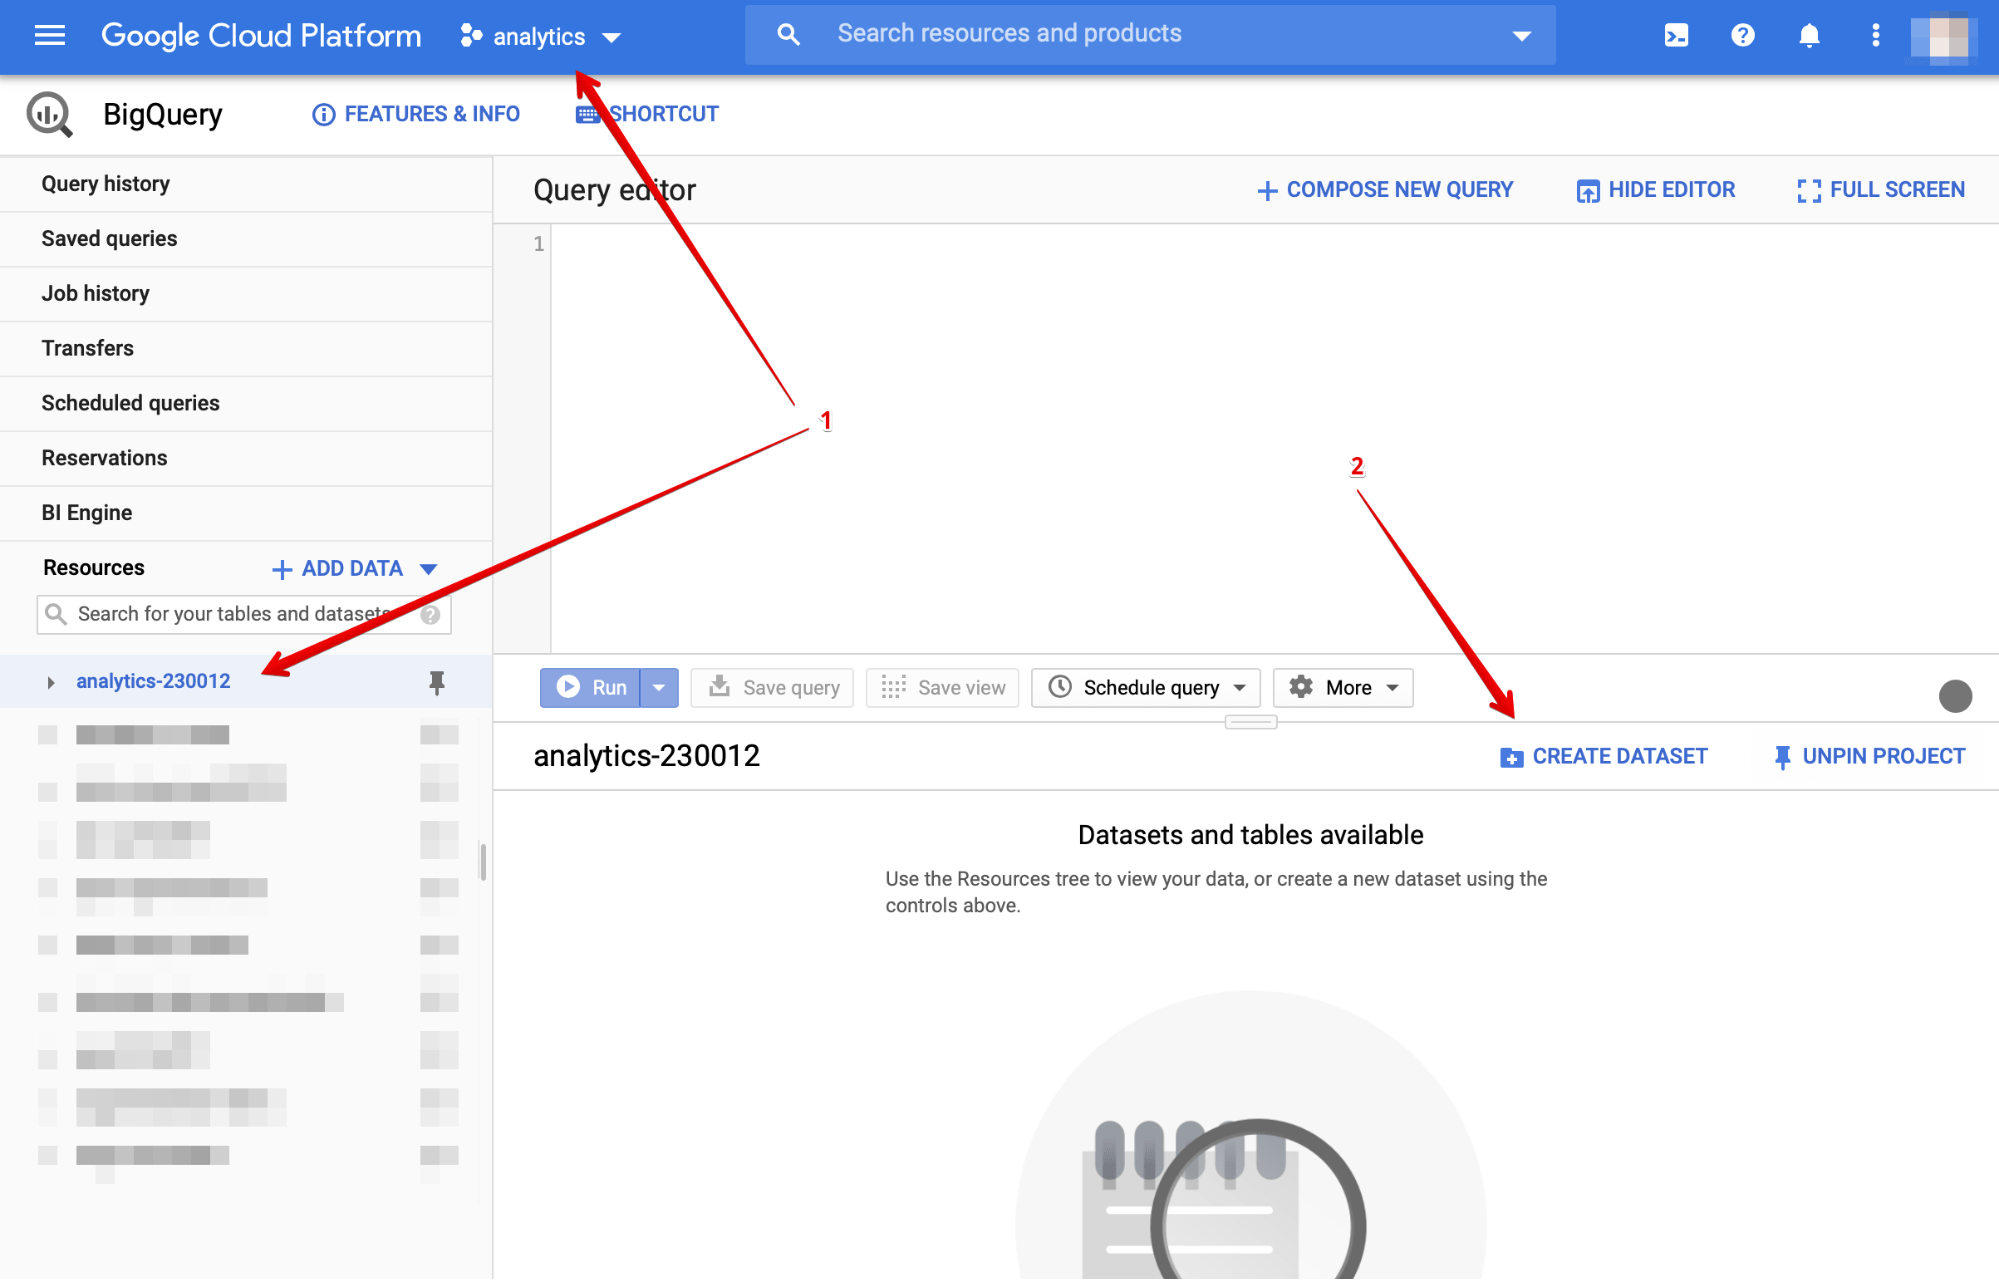 Google Cloud Platform
analytics
Search resources and products
BigQuery
FEATURES & INFO
SHORTCUT
Query history
Saved queries
Job history
Transfers
Scheduled queries
Reservations
BI Engine
Resources
ADD DATA
Search for your tables and datasets
analytics-230012
Query editor
COMPOSE NEW QUERY
HIDE EDITOR
FULL SCREEN
1
1
2
Run
Save query
Save view
Schedule query
More
analytics-230012
CREATE DATASET
UNPIN PROJECT
Datasets and tables available
Use the Resources tree to view your data, or create a new dataset using the
controls above.